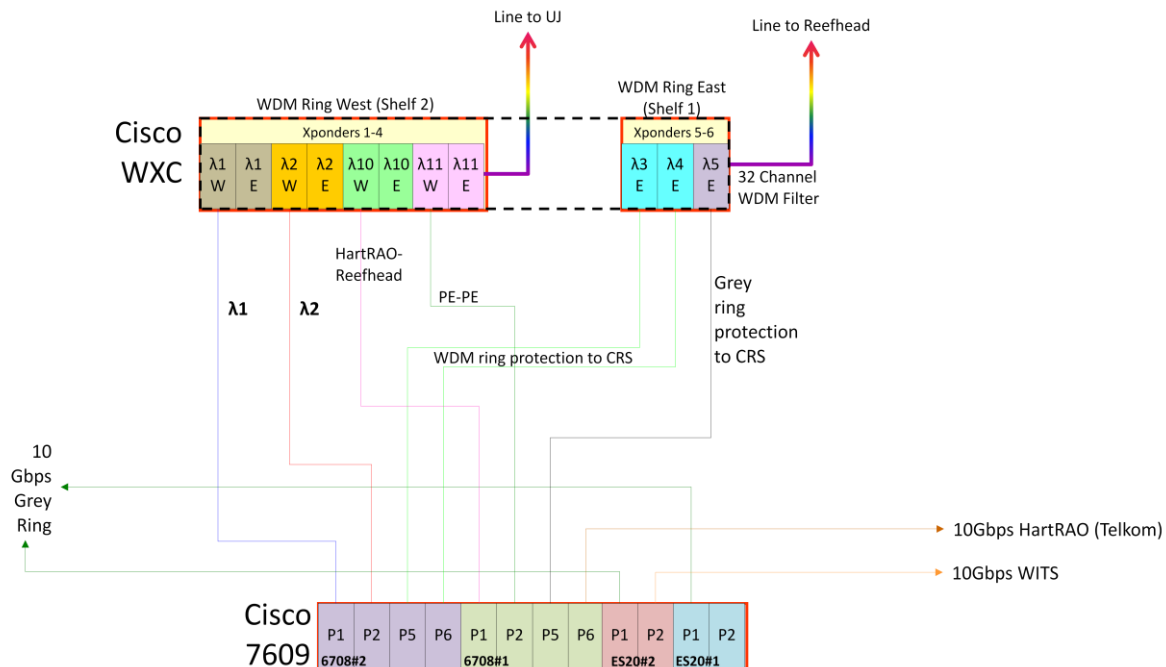 Line to UJ
Line to Reefhead
WDM Ring West (Shelf 2)
WDM Ring East
(Shelf 1)
Cisco
WXC
Xponders 1-4
Xponders 5-6
λ1 λ1 λ2 λ2 λ10 λ10 λ11 λ11
W E W E W E W E
λ3 λ4 λ5
E E E
32 Channel
WDM Filter
HartRAO-
Reefhead
PE-PE
λ1
λ2
Grey
ring
protection
to CRS
WDM ring protection to CRS
10
Gbps
Grey
Ring
10Gbps HartRAO (Telkom)
10Gbps WITS
Cisco
7609
P1 P2 P5 P6 P1 P2 P5 P6 P1 P2 P1 P2
6708#2 6708#1 ES20#2 ES20#1